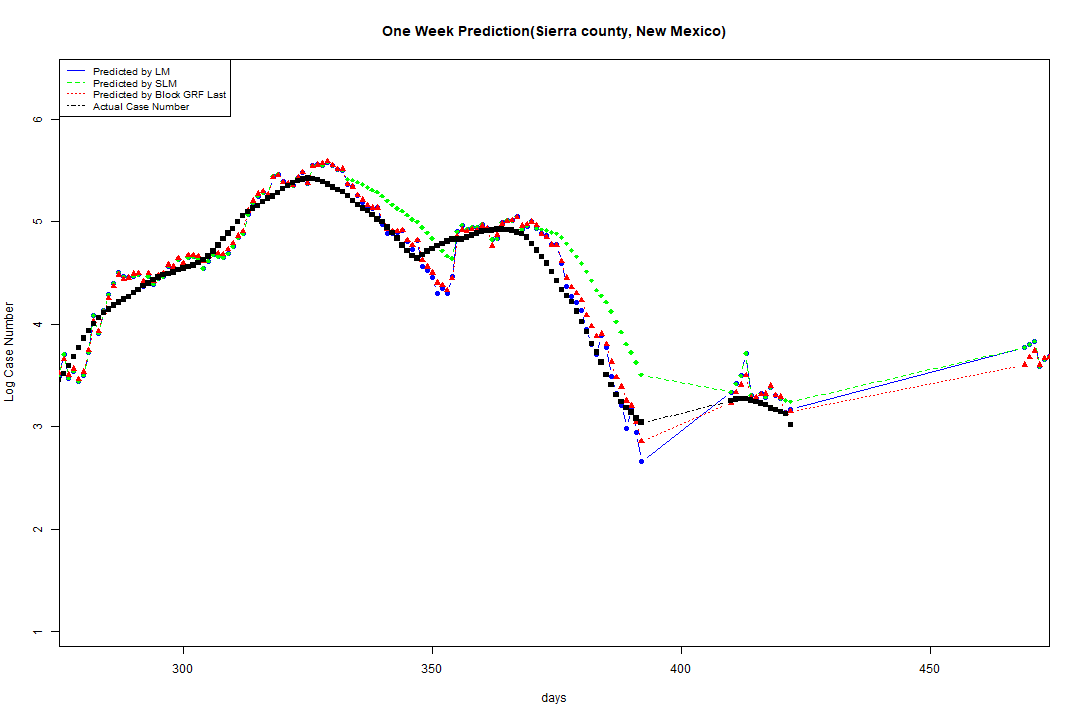 One Week Prediction(Sierra county, New Mexico)
Predicted by LM
Predicted by SLM
Predicted by Block GRF Last
Actual Case Number
Log Case Number
6
5
4
3
2
1
300 350 400 450
days